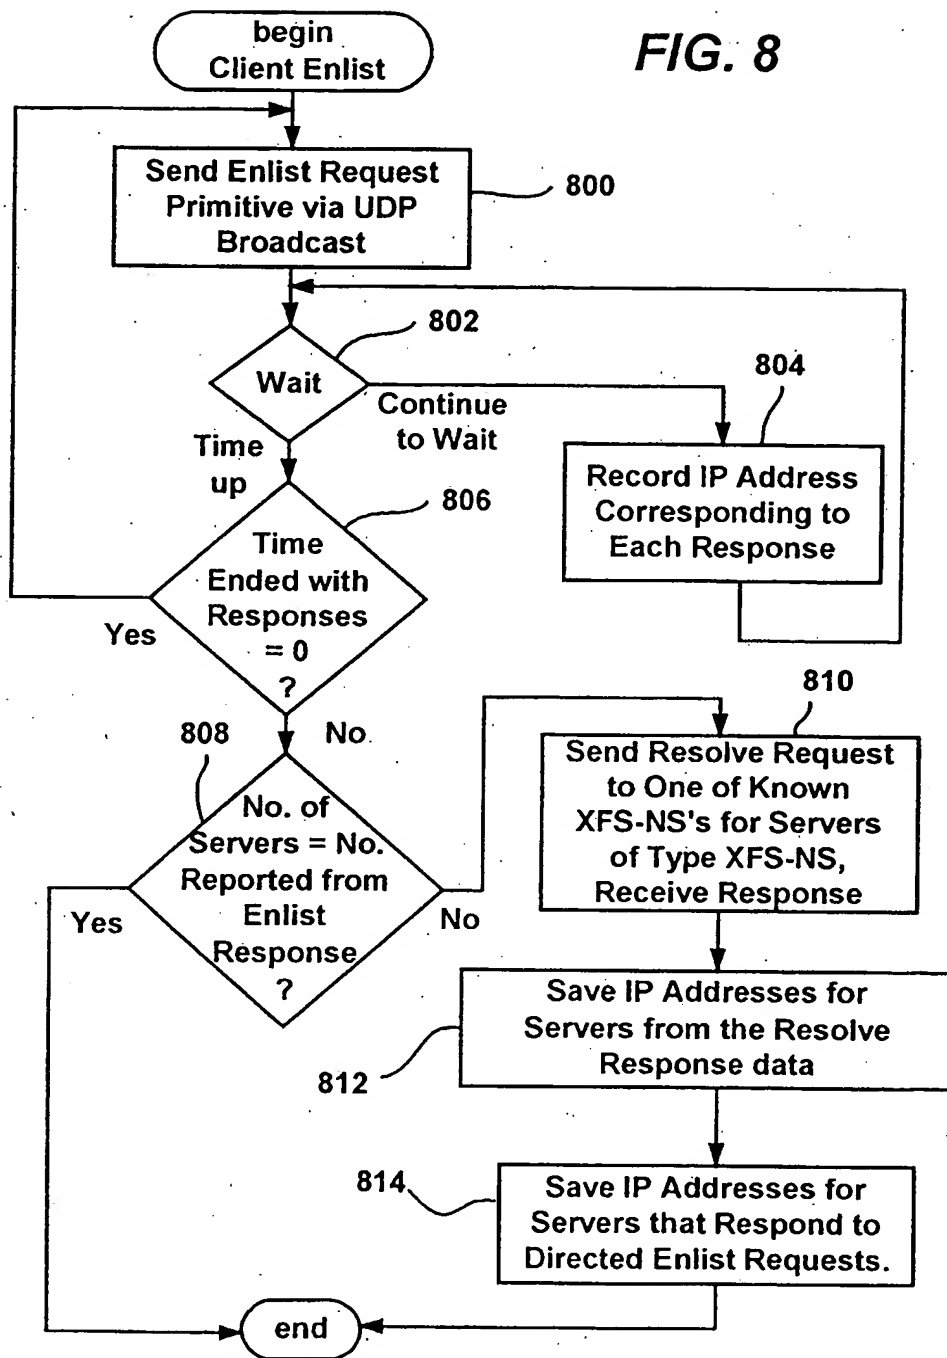 begin
Client Enlist
FIG. 8
Send Enlist Request
Primitive via UDP
Broadcast
800
802
Wait
Continue
to Wait
Time
up
804
Record IP Address
Corresponding to
Each Response
806
Time
Ended with
Responses
= 0
?
Yes
No
808
No. of
Servers = No.
Reported from
Enlist
Response
?
Yes
No
810
Send Resolve Request
to One of Known
XFS-NS's for Servers
of Type XFS-NS,
Receive Response
Save IP Addresses for
Servers from the Resolve
Response data
812
814
Save IP Addresses for
Servers that Respond to
Directed Enlist Requests.
end